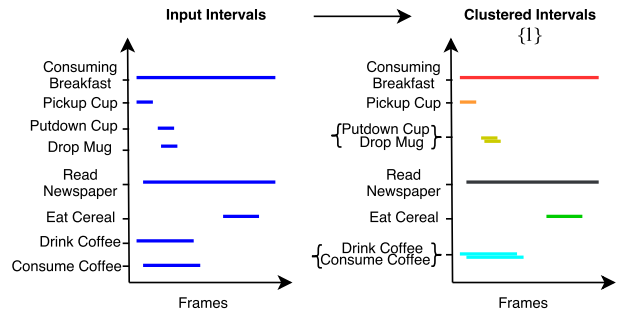 Input Intervals
Clustered Intervals
{l}
Consuming
Breakfast
Pickup Cup
Putdown Cup
Drop Mug
Read
Newspaper
Eat Cereal
Drink Coffee
Consume Coffee
Frames
Consuming
Breakfast
Pickup Cup
{Putdown Cup
Drop Mug}
Read
Newspaper
Eat Cereal
{Drink Coffee
Consume Coffee}
Frames